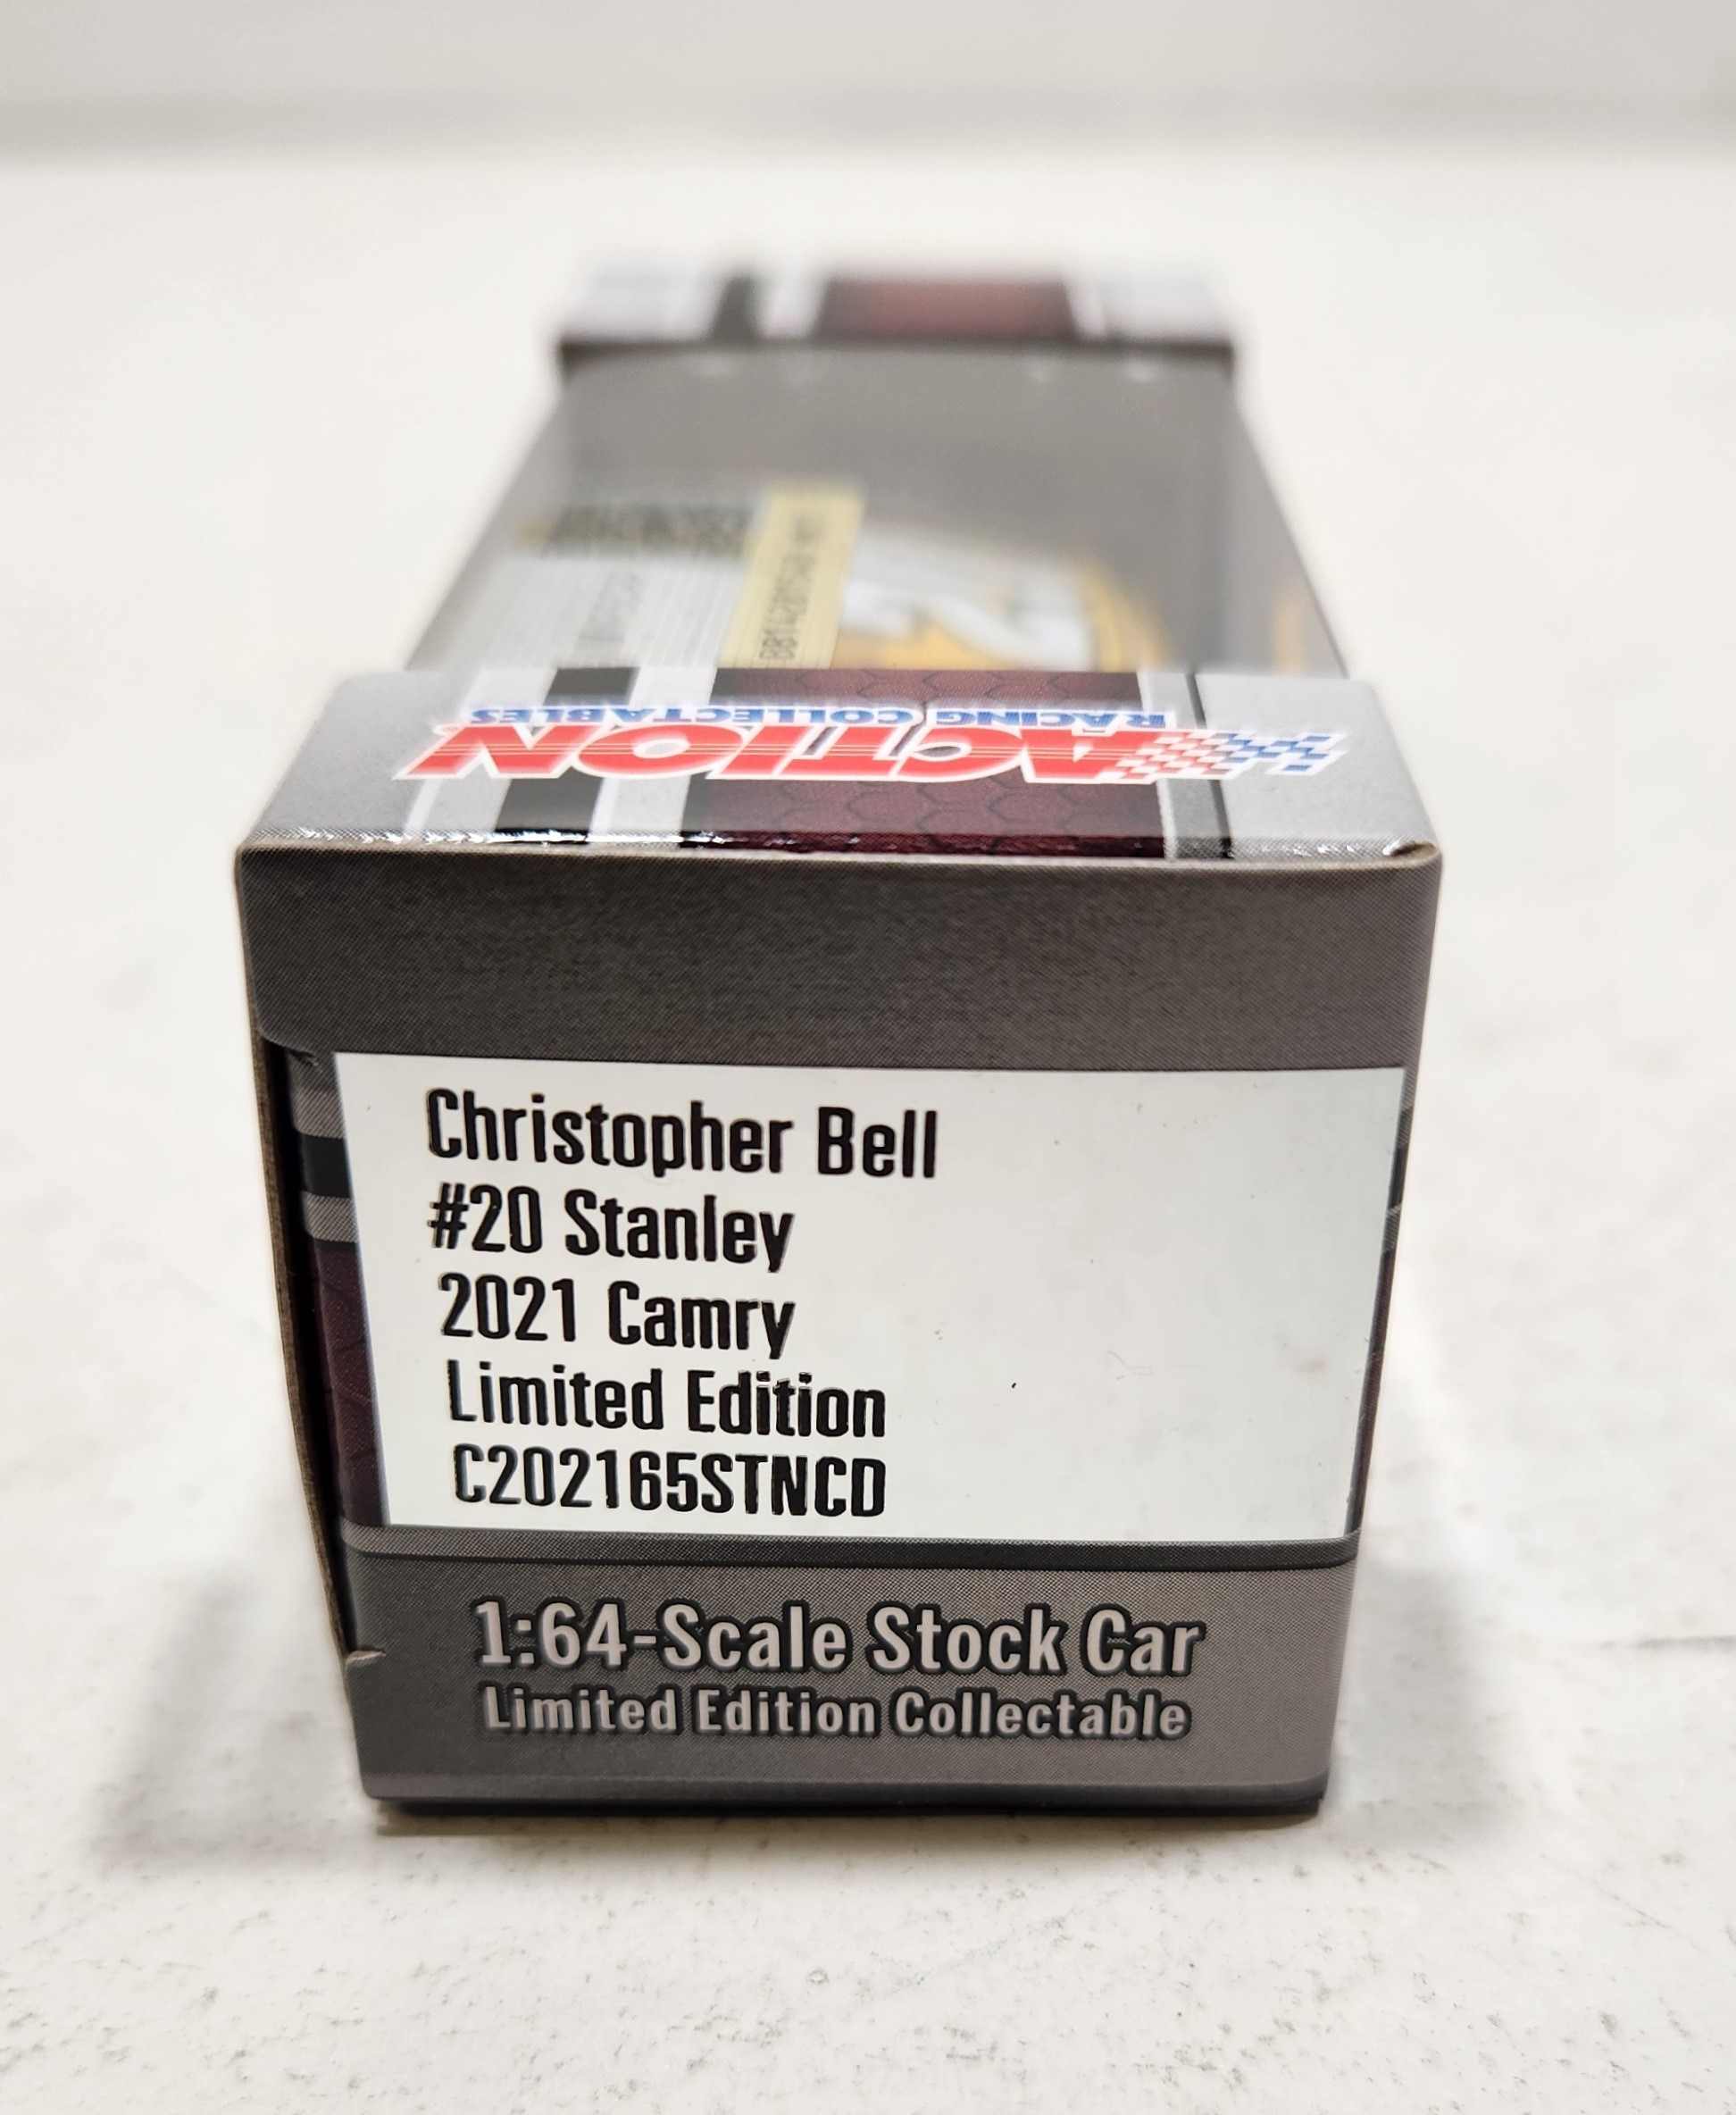 ACTION
RACING COLLECTABLES
Christopher Bell
#20 Stanley
2021 Camry
Limited Edition
C202165STNCD
1:64-Scale Stock Car
Limited Edition Collectable